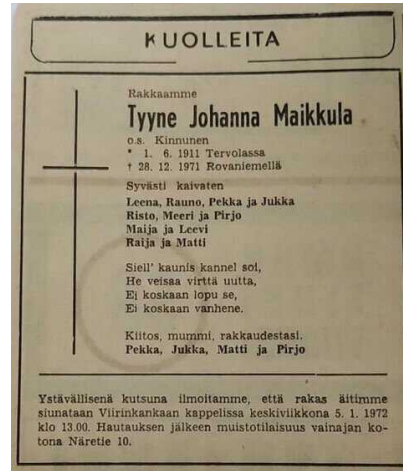 KUOLLEITA
Rakkaamme
Tyyne Johanna Maikkula
o.s. Kinnunen
* 1. 6. 1911 Tervolassa
† 28. 12. 1971 Rovaniemellä
Syvästi kaivaten
Leena, Rauno, Pekka ja Jukka
Risto, Meeri ja Pirjo
Maija ja Leevi
Raija ja Matti
Siell' kaunis kannel soi,
He veisaa virttä uutta,
Ei koskaan lopu se,
Ei koskaan vanhene.
Kiitos, mummi, rakkaudestasi.
Pekka, Jukka, Matti ja Pirjo
Ystävällisenä kutsuna ilmoitamme, että rakas äitimme
siunataan Viirinkankaan kappelissa keskiviikkona 5. 1. 1972
klo 13.00. Hautauksen jälkeen muistotilaisuus vainajan ko-
tona Näretie 10.